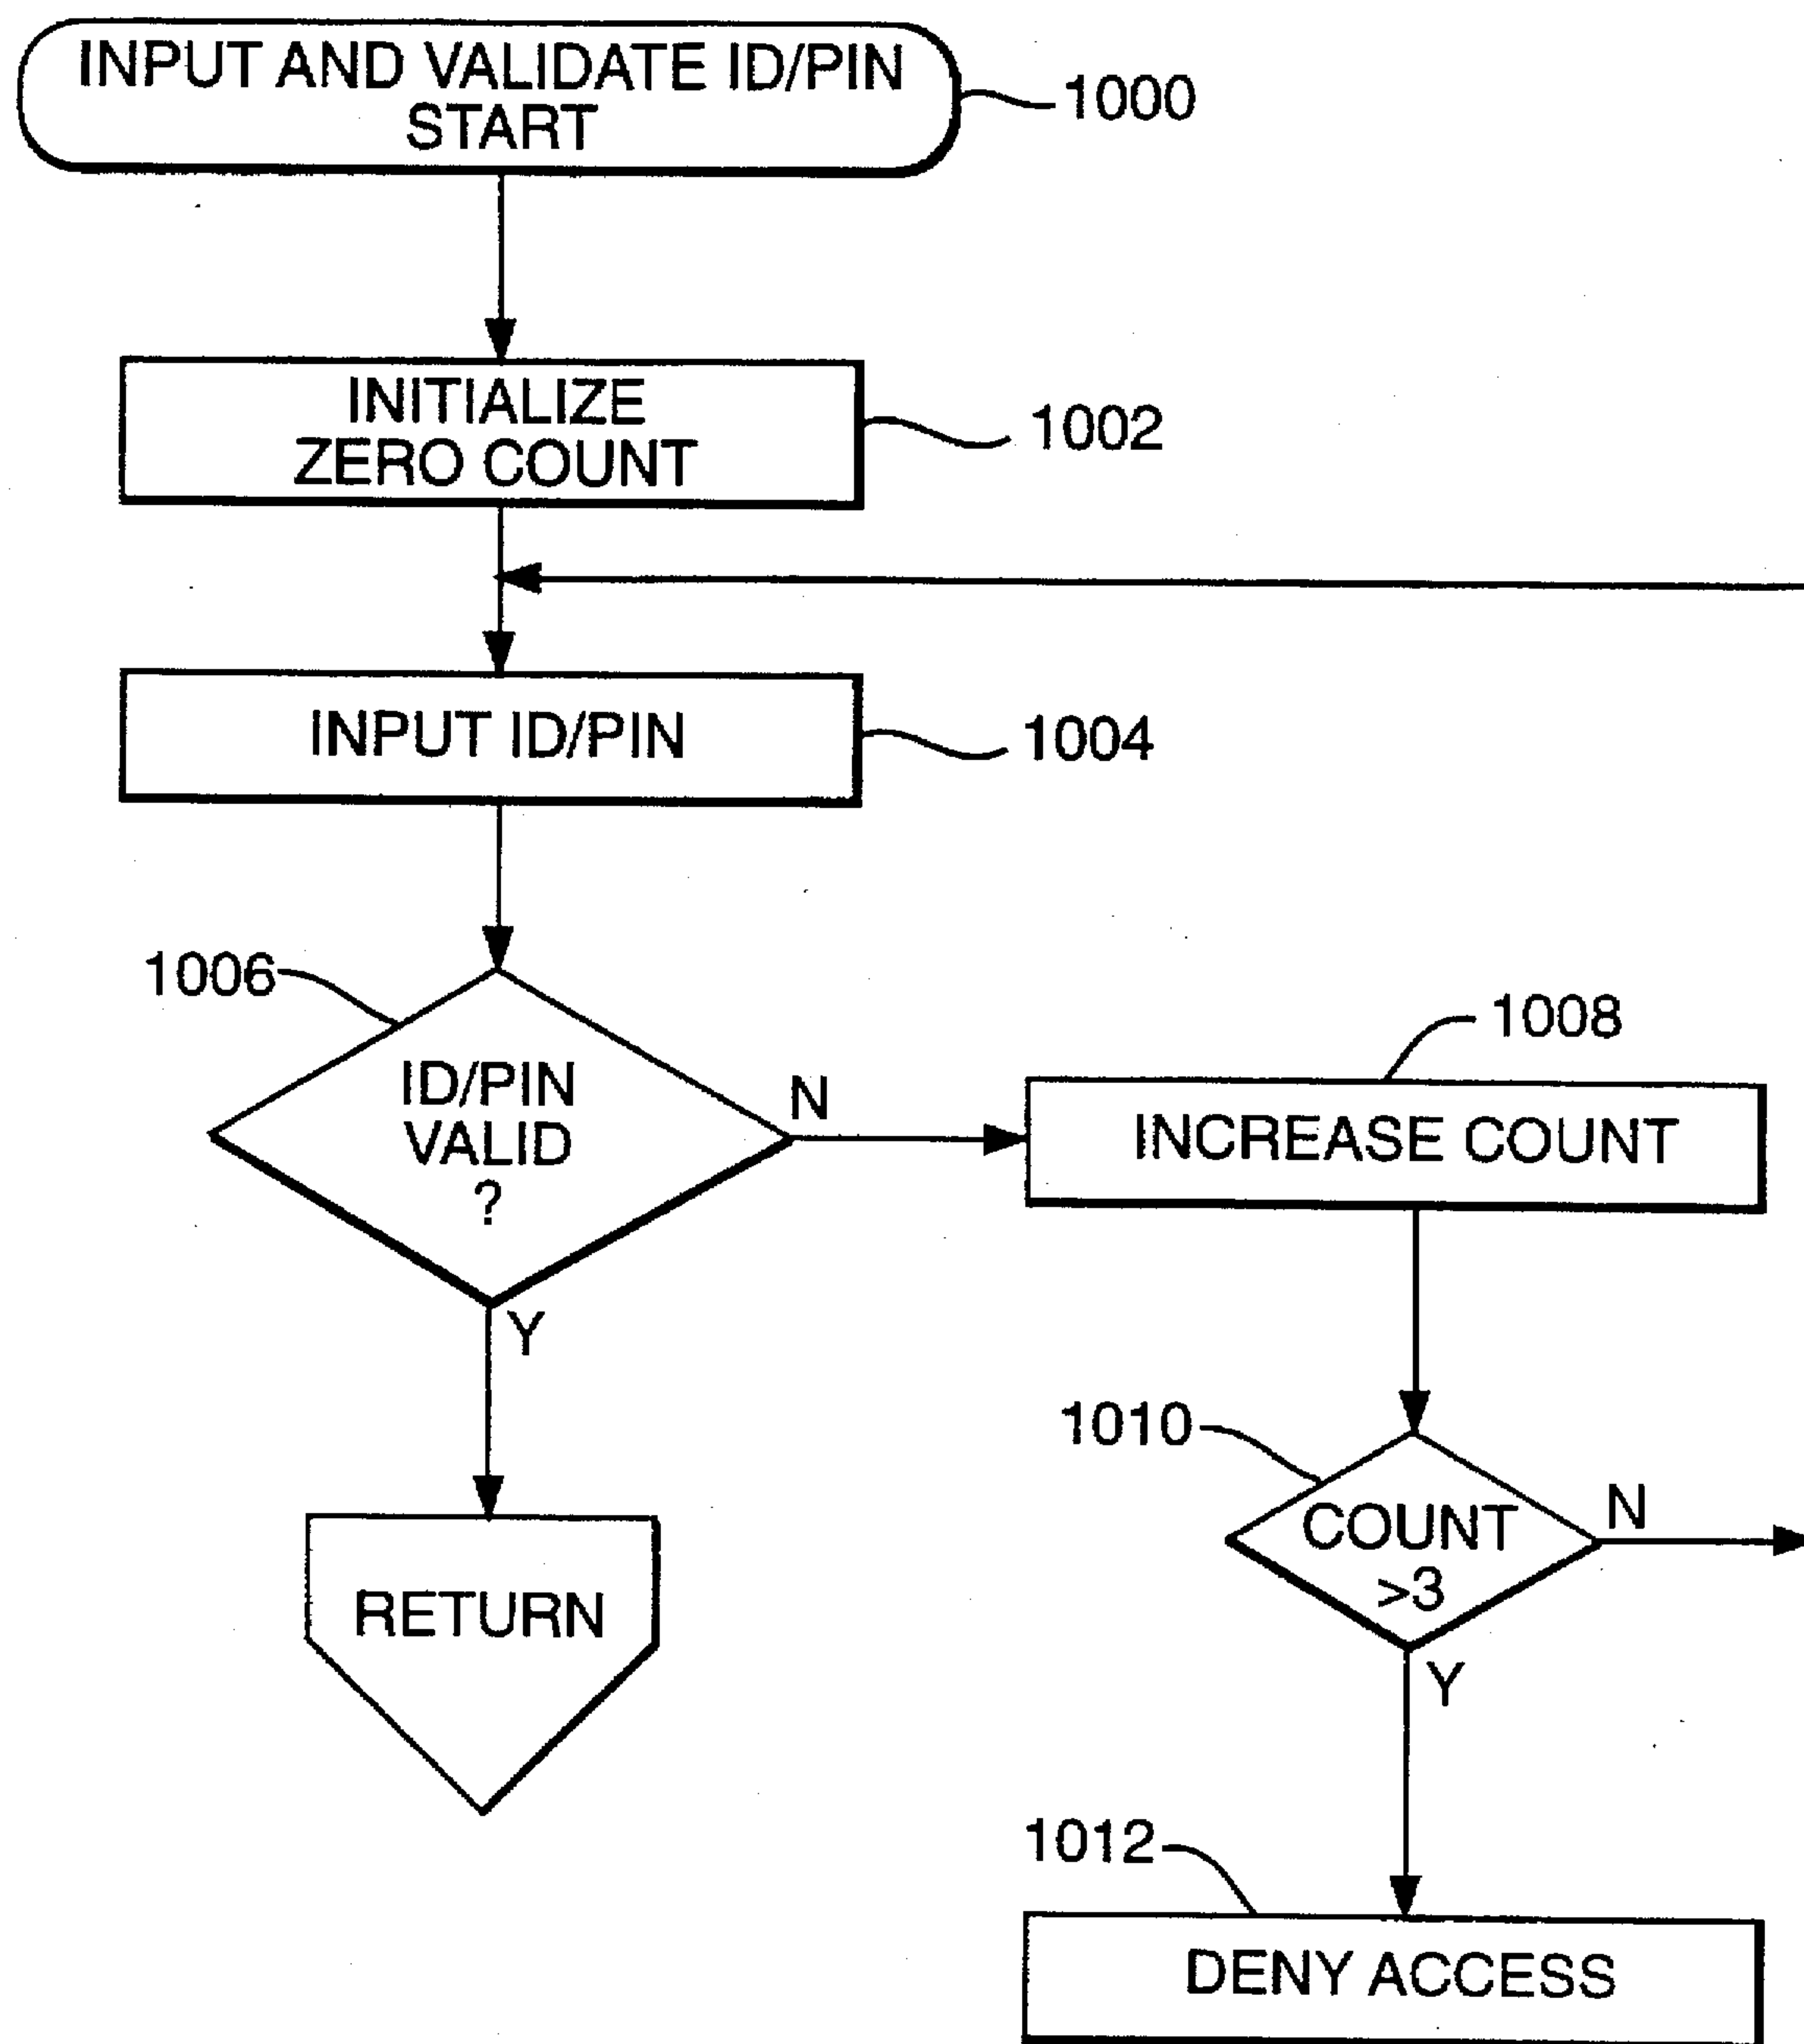 INPUT AND VALIDATE ID/PIN
START
1000
INITIALIZE
ZERO COUNT
1002
INPUT ID/PIN
1004
1006
ID/PIN
VALID
?
N
Y
1008
INCREASE COUNT
RETURN
1010
COUNT
>3
N
Y
1012
DENY ACCESS